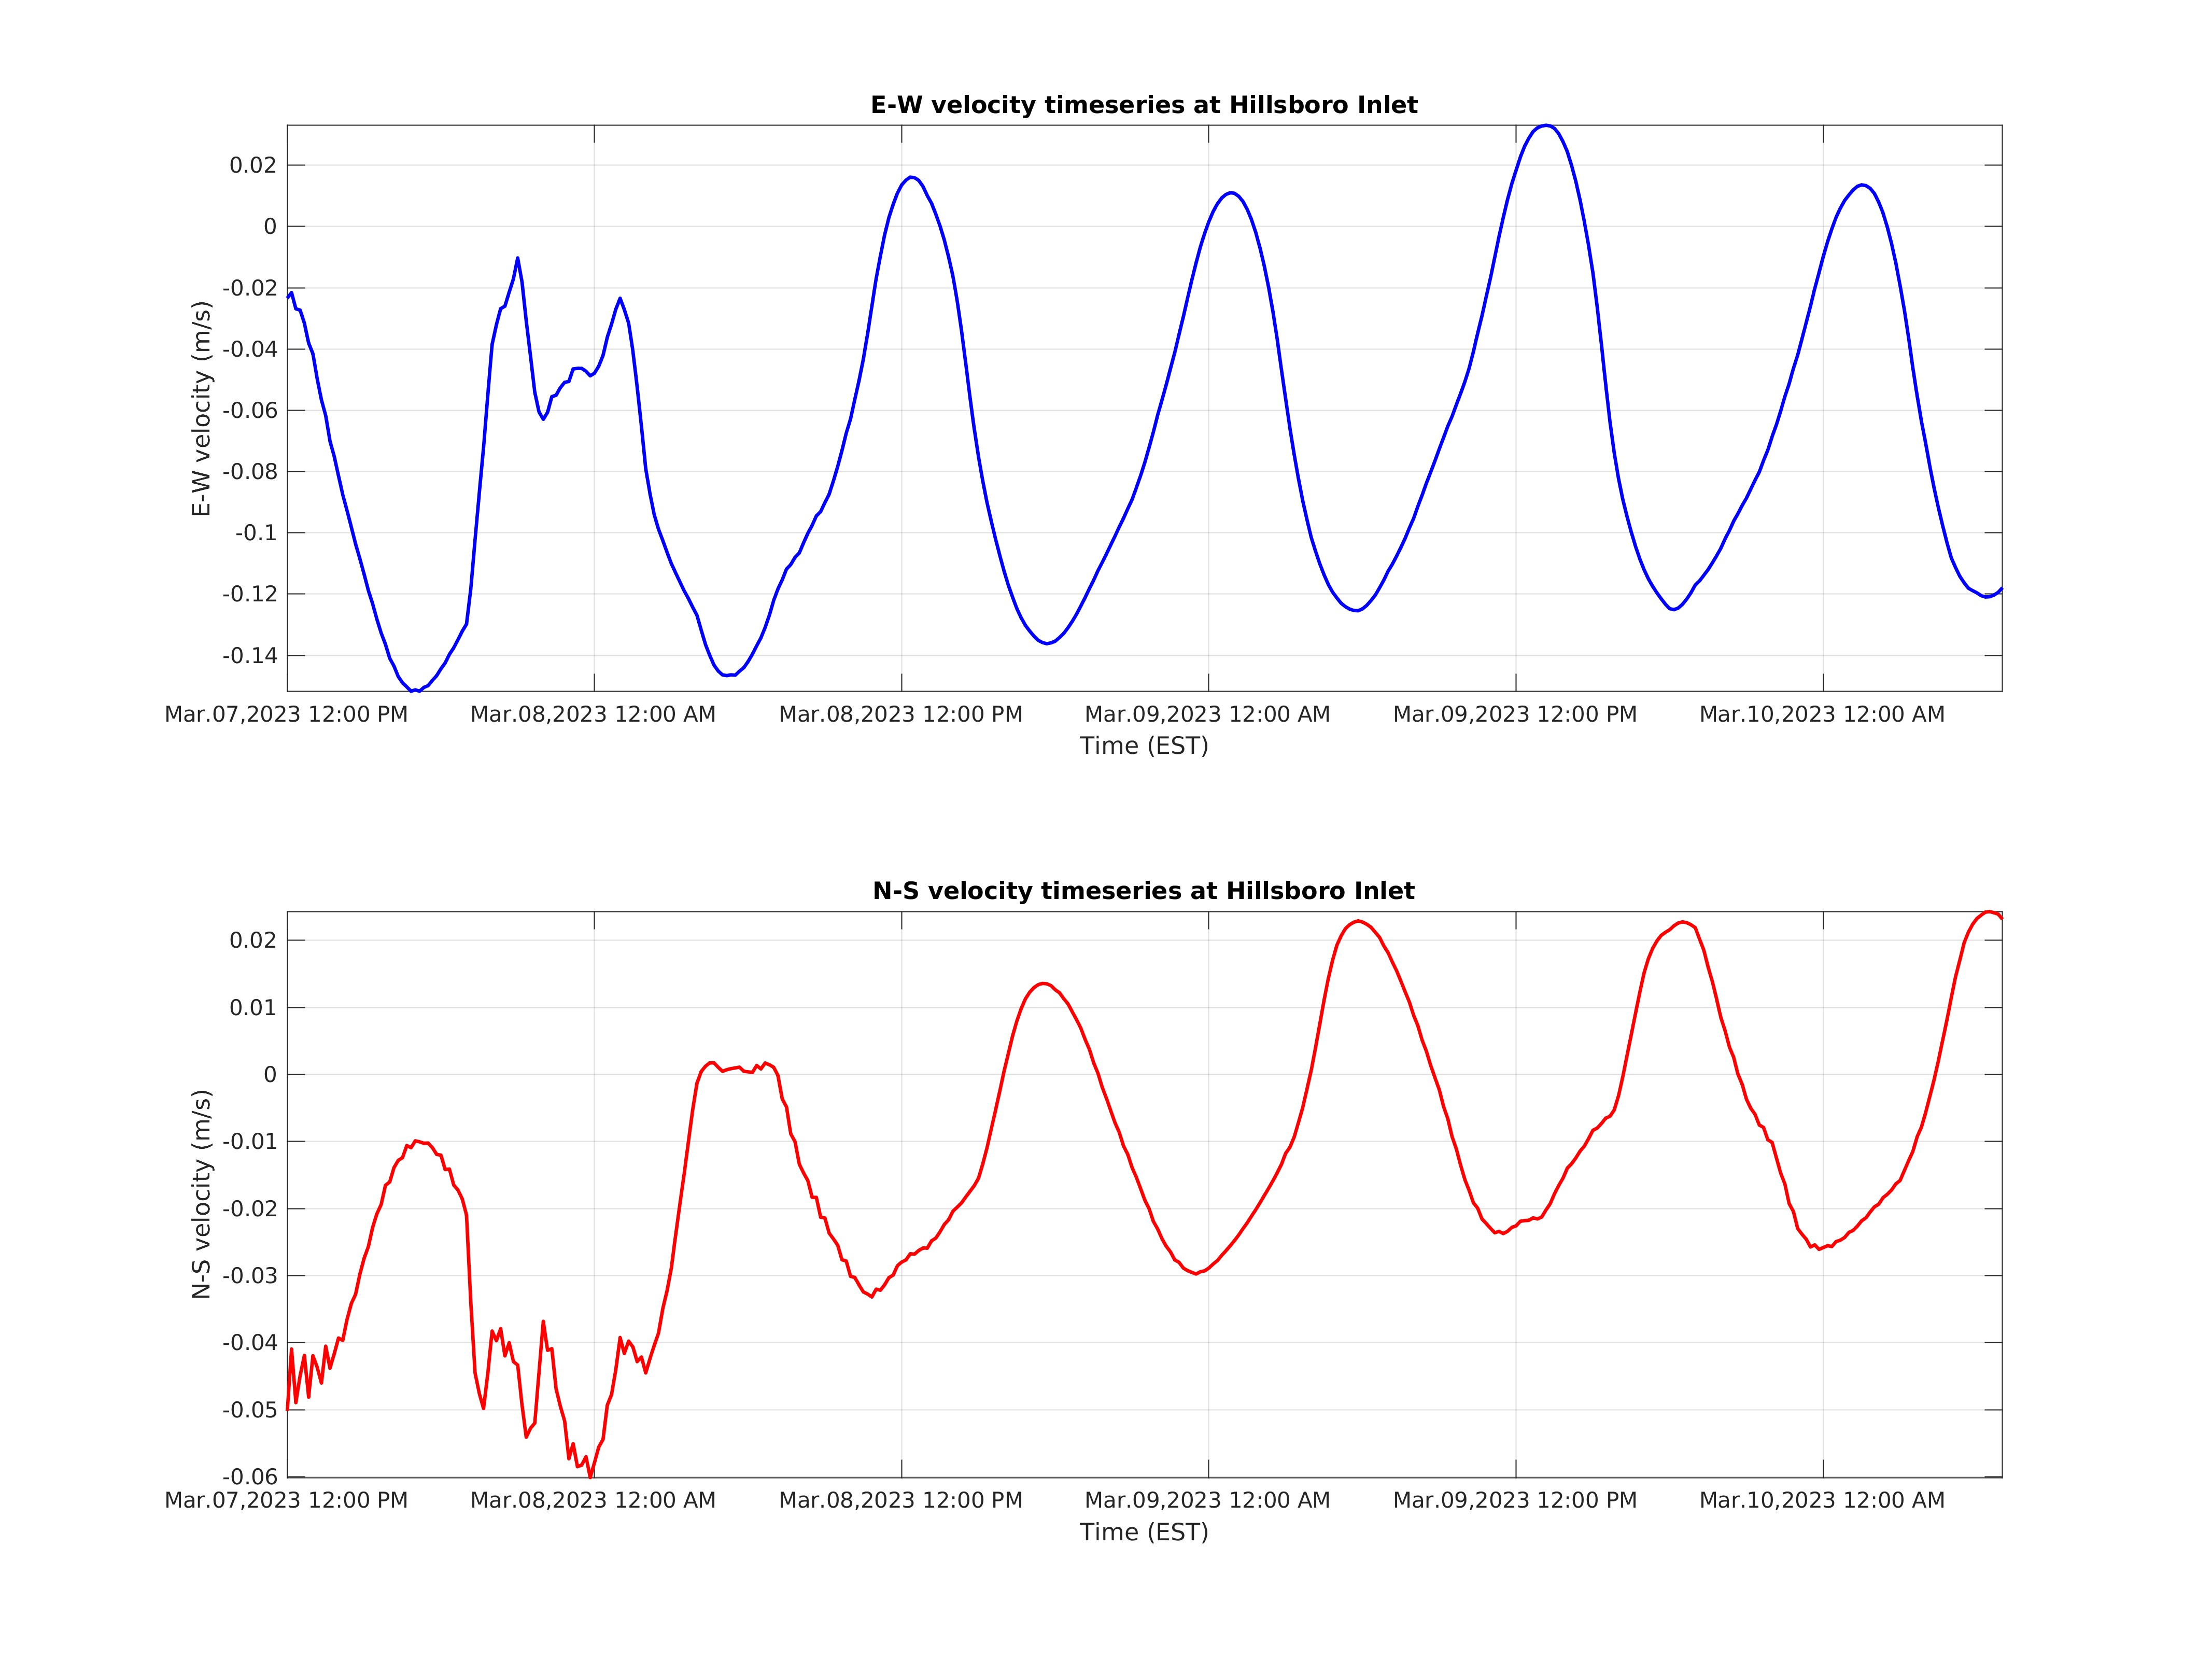 E-W velocity timeseries at Hillsboro Inlet
E-W velocity (m/s)
0.02
0
-0.02
-0.04
-0.06
-0.08
-0.1
-0.12
-0.14
Mar.07,2023 12:00 PM
Mar.08,2023 12:00 AM
Mar.08,2023 12:00 PM
Mar.09,2023 12:00 AM
Mar.09,2023 12:00 PM
Mar.10,2023 12:00 AM
Time (EST)
N-S velocity timeseries at Hillsboro Inlet
N-S velocity (m/s)
0.02
0.01
0
-0.01
-0.02
-0.03
-0.04
-0.05
-0.06
Mar.07,2023 12:00 PM
Mar.08,2023 12:00 AM
Mar.08,2023 12:00 PM
Mar.09,2023 12:00 AM
Mar.09,2023 12:00 PM
Mar.10,2023 12:00 AM
Time (EST)